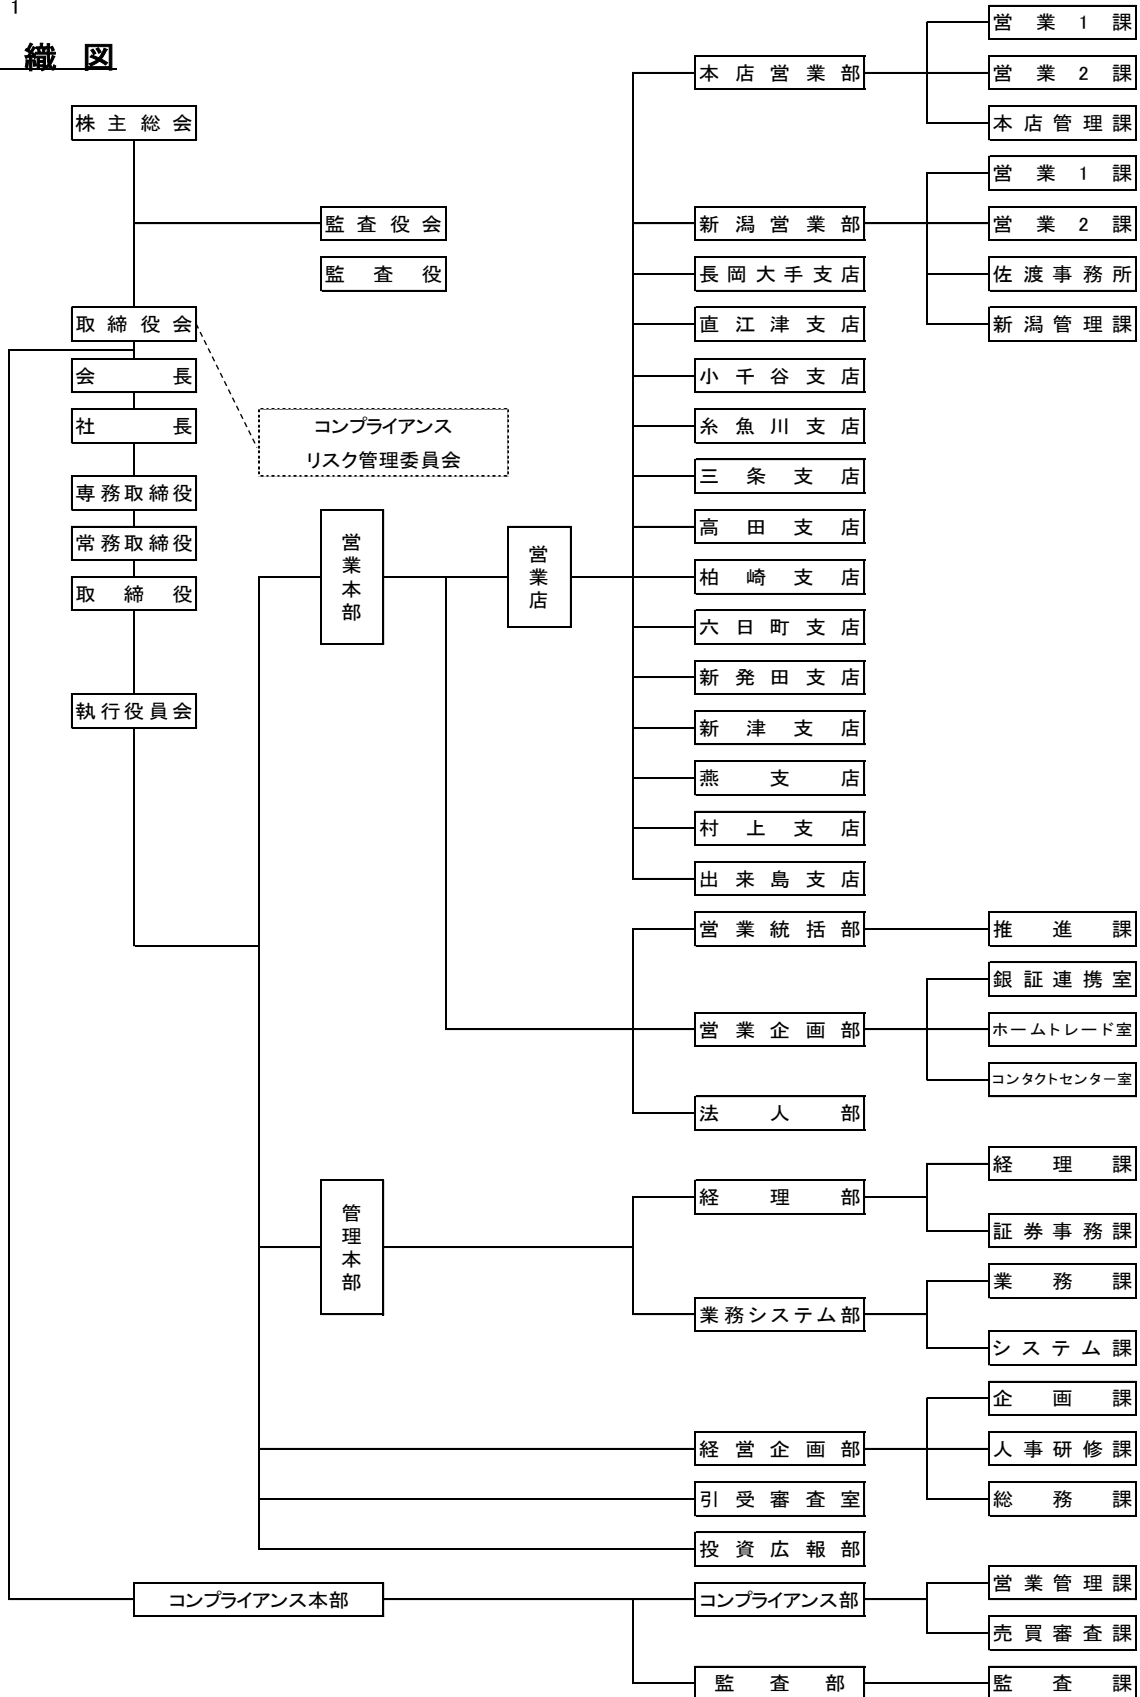 1
織 図
株主総会
監査役会
監査役
取締役会
会長
社長
コンプライアンス
リスク管理委員会
専務取締役
常務取締役
取締役
執行役員会
営業本部
営業店
本店営業部
営業1課
営業2課
本店管理課
新潟営業部
営業1課
営業2課
佐渡事務所
新潟管理課
長岡大手支店
直江津支店
小千谷支店
糸魚川支店
三条支店
高田支店
柏崎支店
六日町支店
新発田支店
新津支店
燕支店
村上支店
出来島支店
営業統括部
推進課
営業企画部
銀証連携室
ホームトレード室
コンタクトセンター室
法人部
管理本部
経理部
経理課
証券事務課
業務システム部
業務課
システム課
経営企画部
企画課
人事研修課
総務課
引受審査室
投資広報部
コンプライアンス本部
コンプライアンス部
営業管理課
売買審査課
監査部
監査課